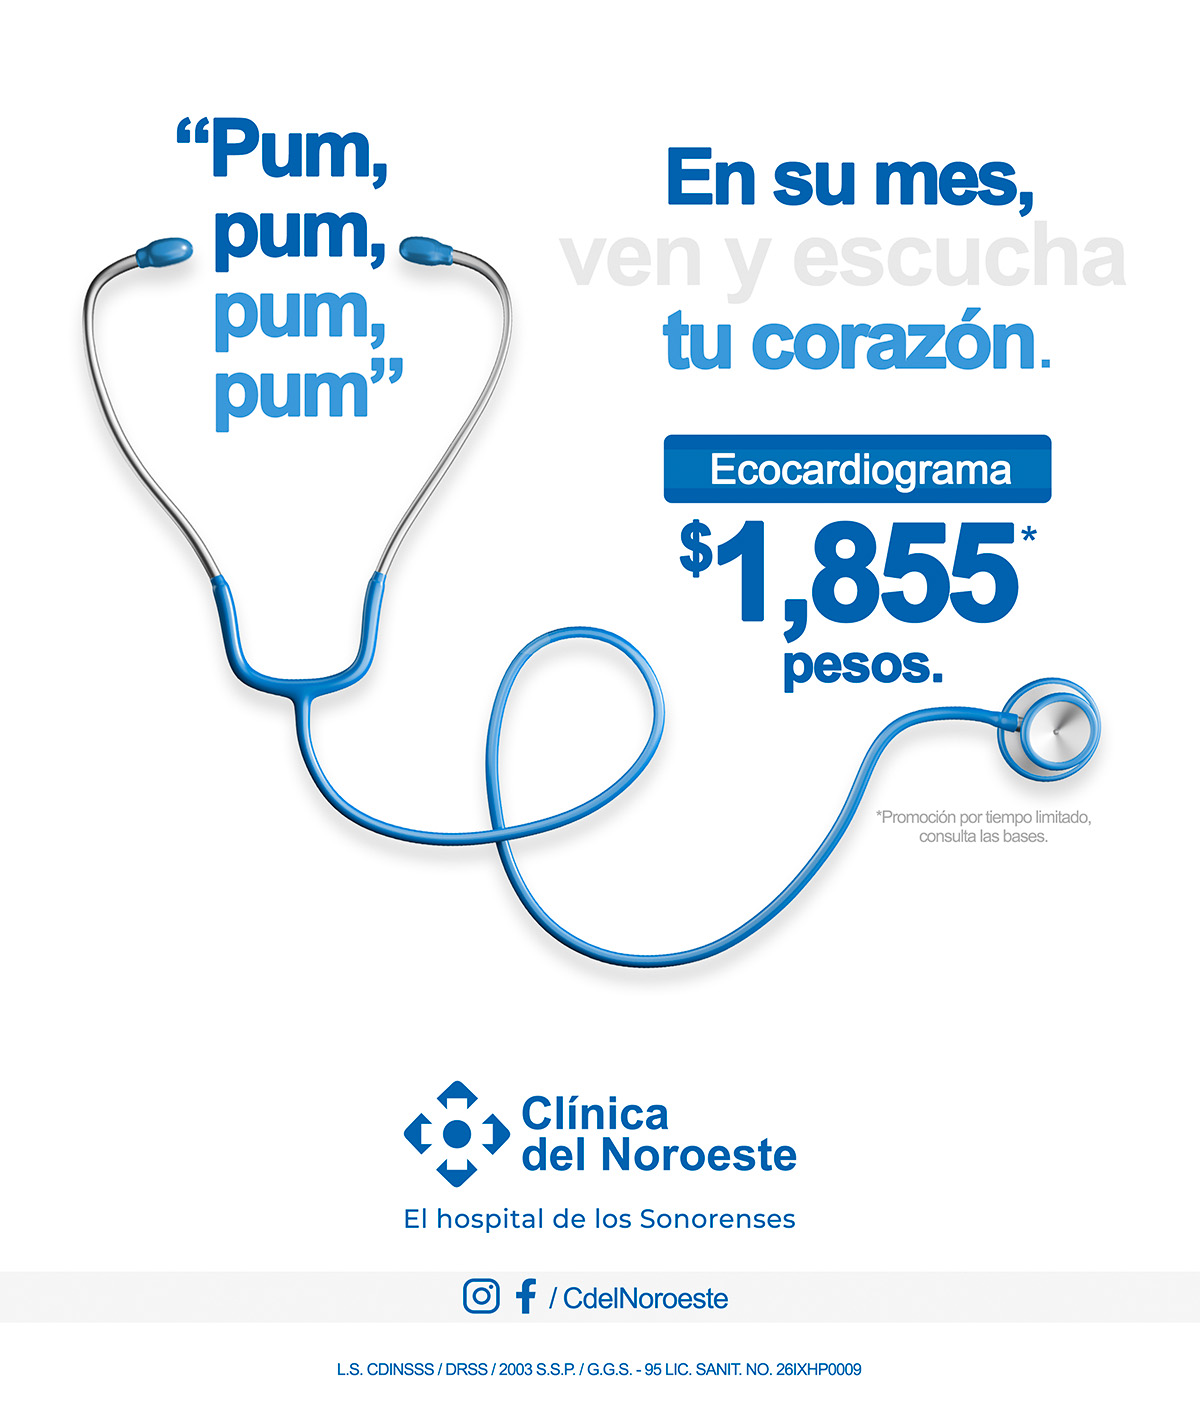 “Pum,
pum,
pum,
pum”
En su mes,
ven y escucha
tu corazón.
Ecocardiograma
$1,855*
pesos.
*Promoción por tiempo limitado,
consulta las bases.
Clínica
del Noroeste
El hospital de los Sonorenses
/ CdelNoroeste
L.S. CDINSSS / DRSS / 2003 S.S.P. / G.G.S. - 95 LIC. SANIT. NO. 26IXHP0009